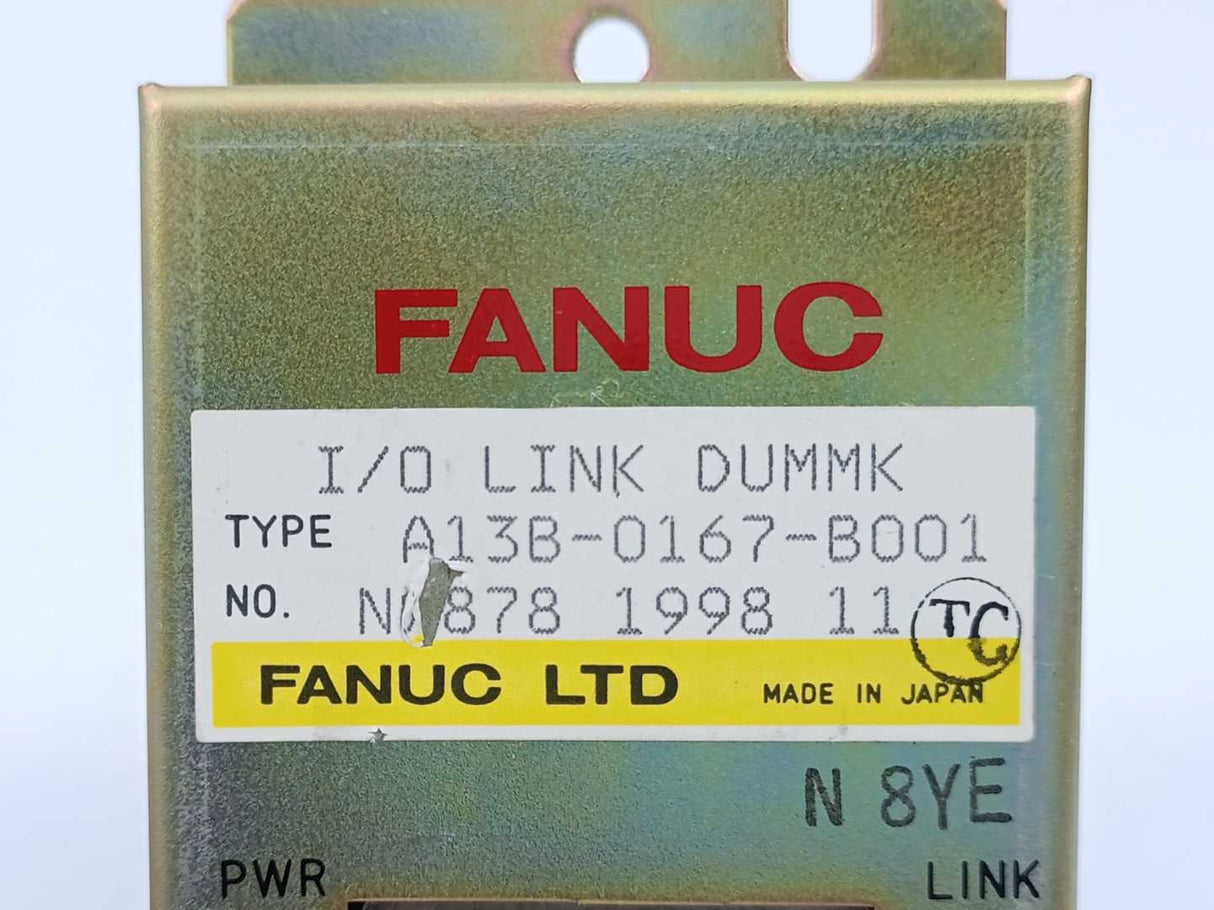 FANUC
I/O LINK DUMMK
TYPE A13B-0167-B001
NO. 1998 11
TC
FANUC LTD MADE IN JAPAN
N 8YE
PWR LINK